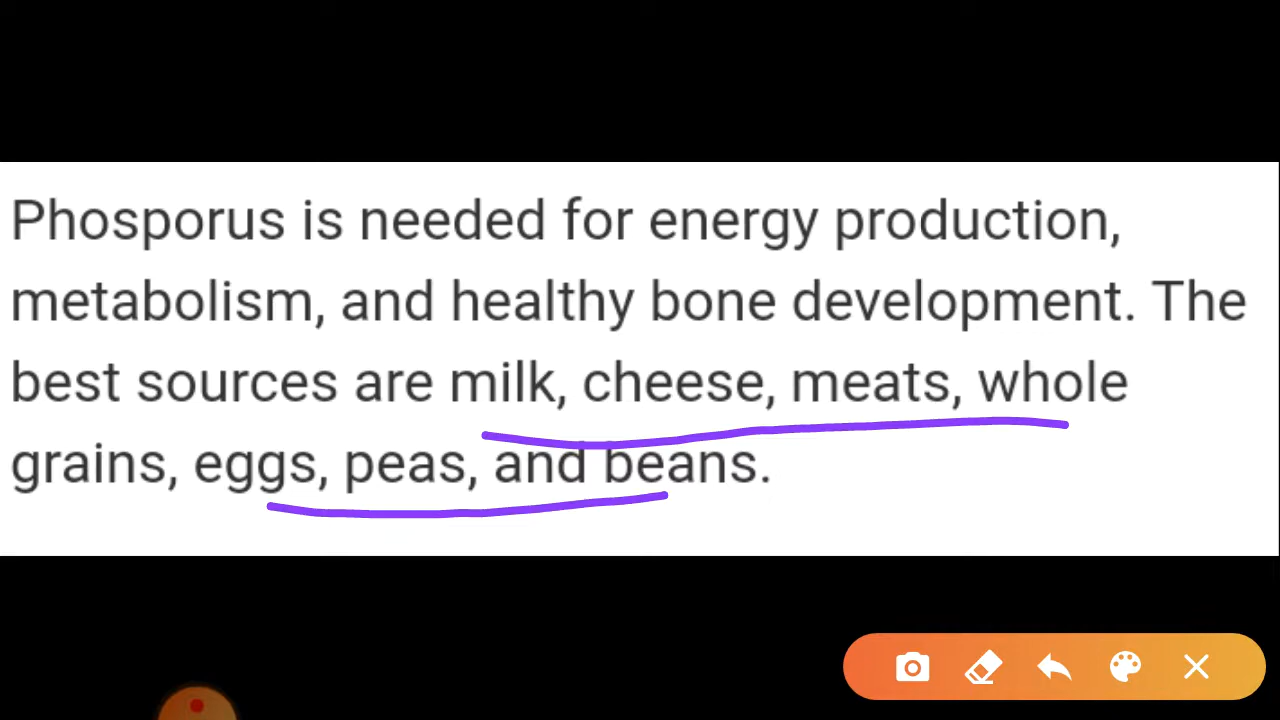 Phosporus is needed for energy production,
metabolism, and healthy bone development. The
best sources are milk, cheese, meats, whole
grains, eggs, peas, and beans.